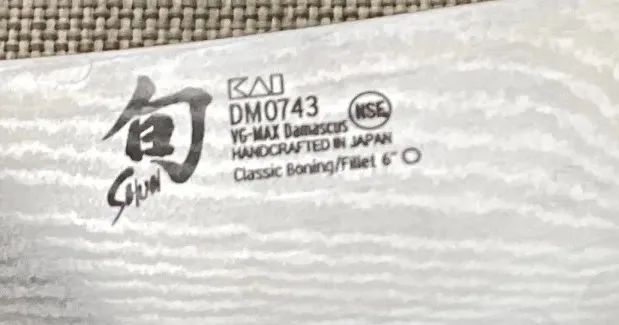 旬
SHUN
KAI
DM0743
NSF
VG-MAX Damascus
HANDCRAFTED IN JAPAN
Classic Boning/Fillet 6"